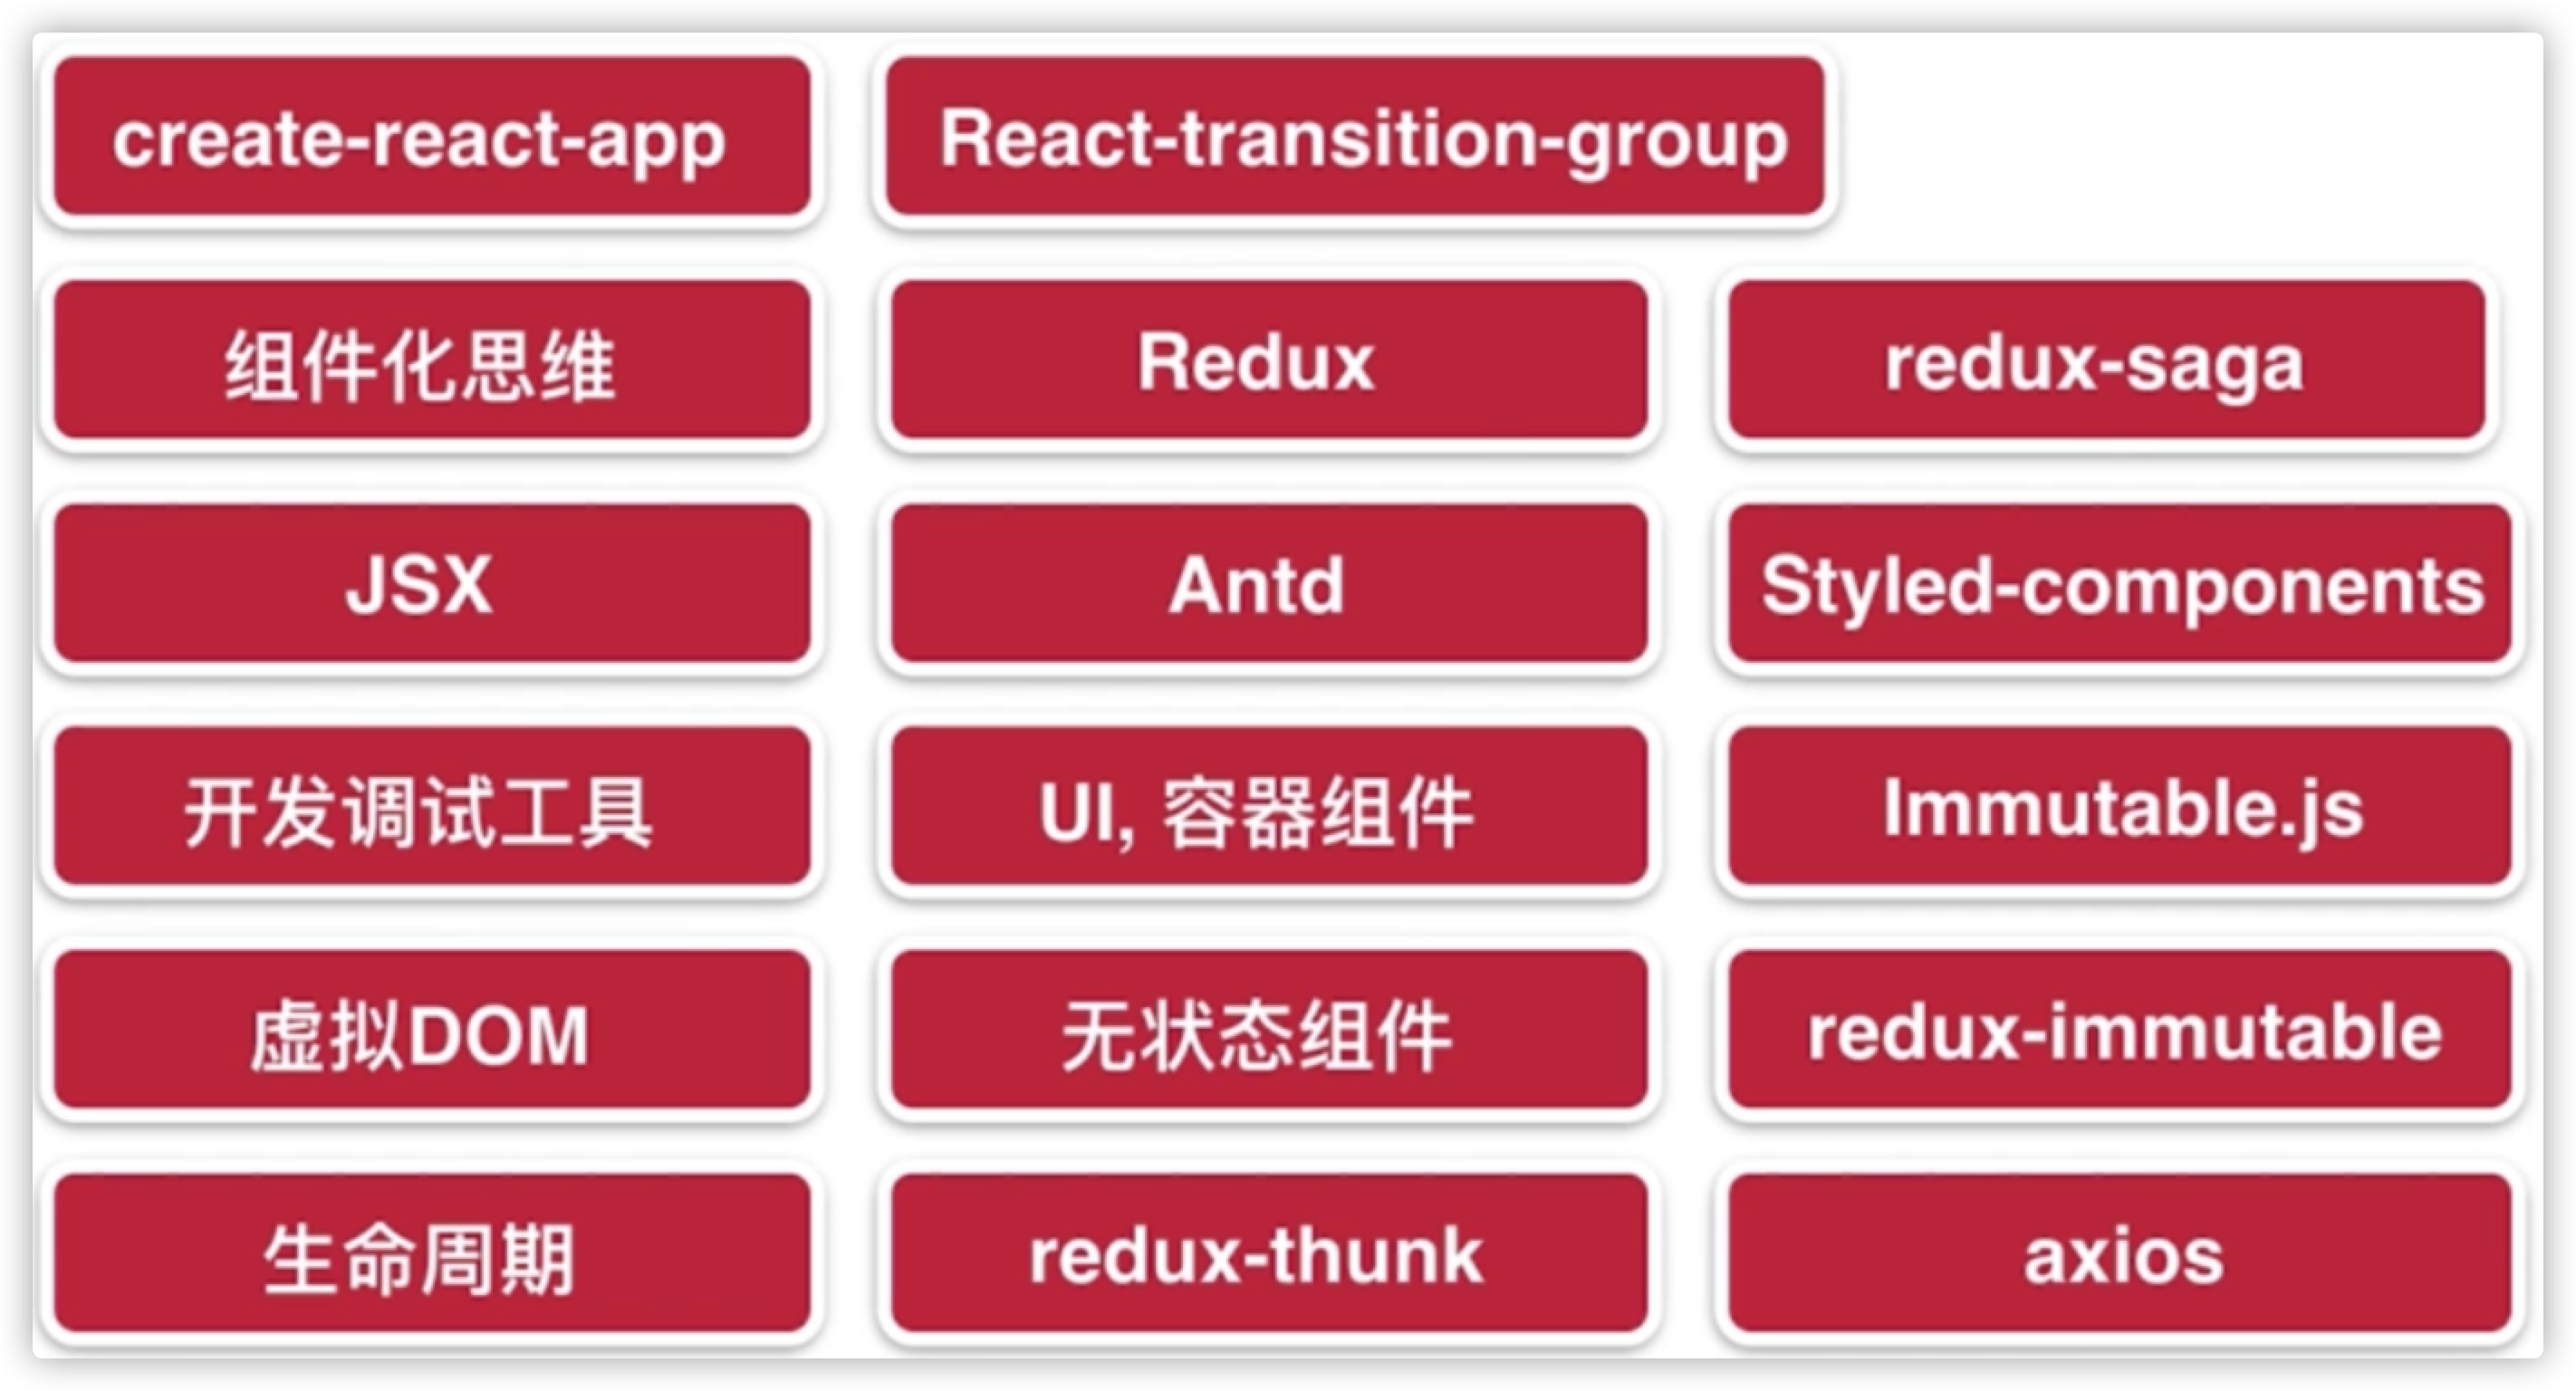 create-react-app
React-transition-group
组件化思维
Redux
redux-saga
JSX
Antd
Styled-components
开发调试工具
UI, 容器组件
Immutable.js
虚拟DOM
无状态组件
redux-immutable
生命周期
redux-thunk
axios